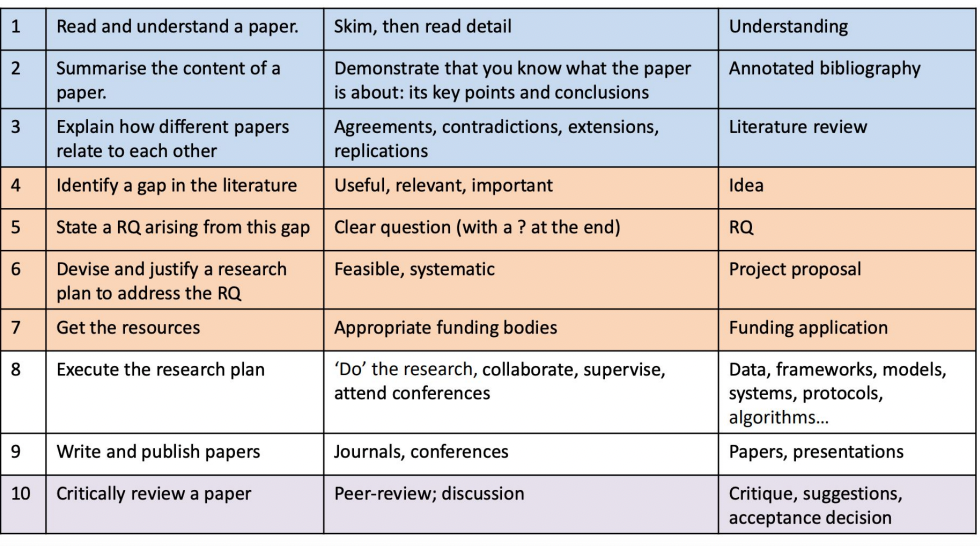 1 Read and understand a paper. Skim, then read detail Understanding
2 Summarise the content of a Demonstrate that you know what the paper Annotated bibliography
paper. is about: its key points and conclusions
3 Explain how different papers Agreements, contradictions, extensions, Literature review
relate to each other replications
4 Identify a gap in the literature Useful, relevant, important Idea
5 State a RQ arising from this gap Clear question (with a ? at the end) RQ
6 Devise and justify a research Feasible, systematic Project proposal
plan to address the RQ
7 Get the resources Appropriate funding bodies Funding application
8 Execute the research plan ‘Do’ the research, collaborate, supervise, Data, frameworks, models,
attend conferences systems, protocols,
algorithms…
9 Write and publish papers Journals, conferences Papers, presentations
10 Critically review a paper Peer-review; discussion Critique, suggestions,
acceptance decision